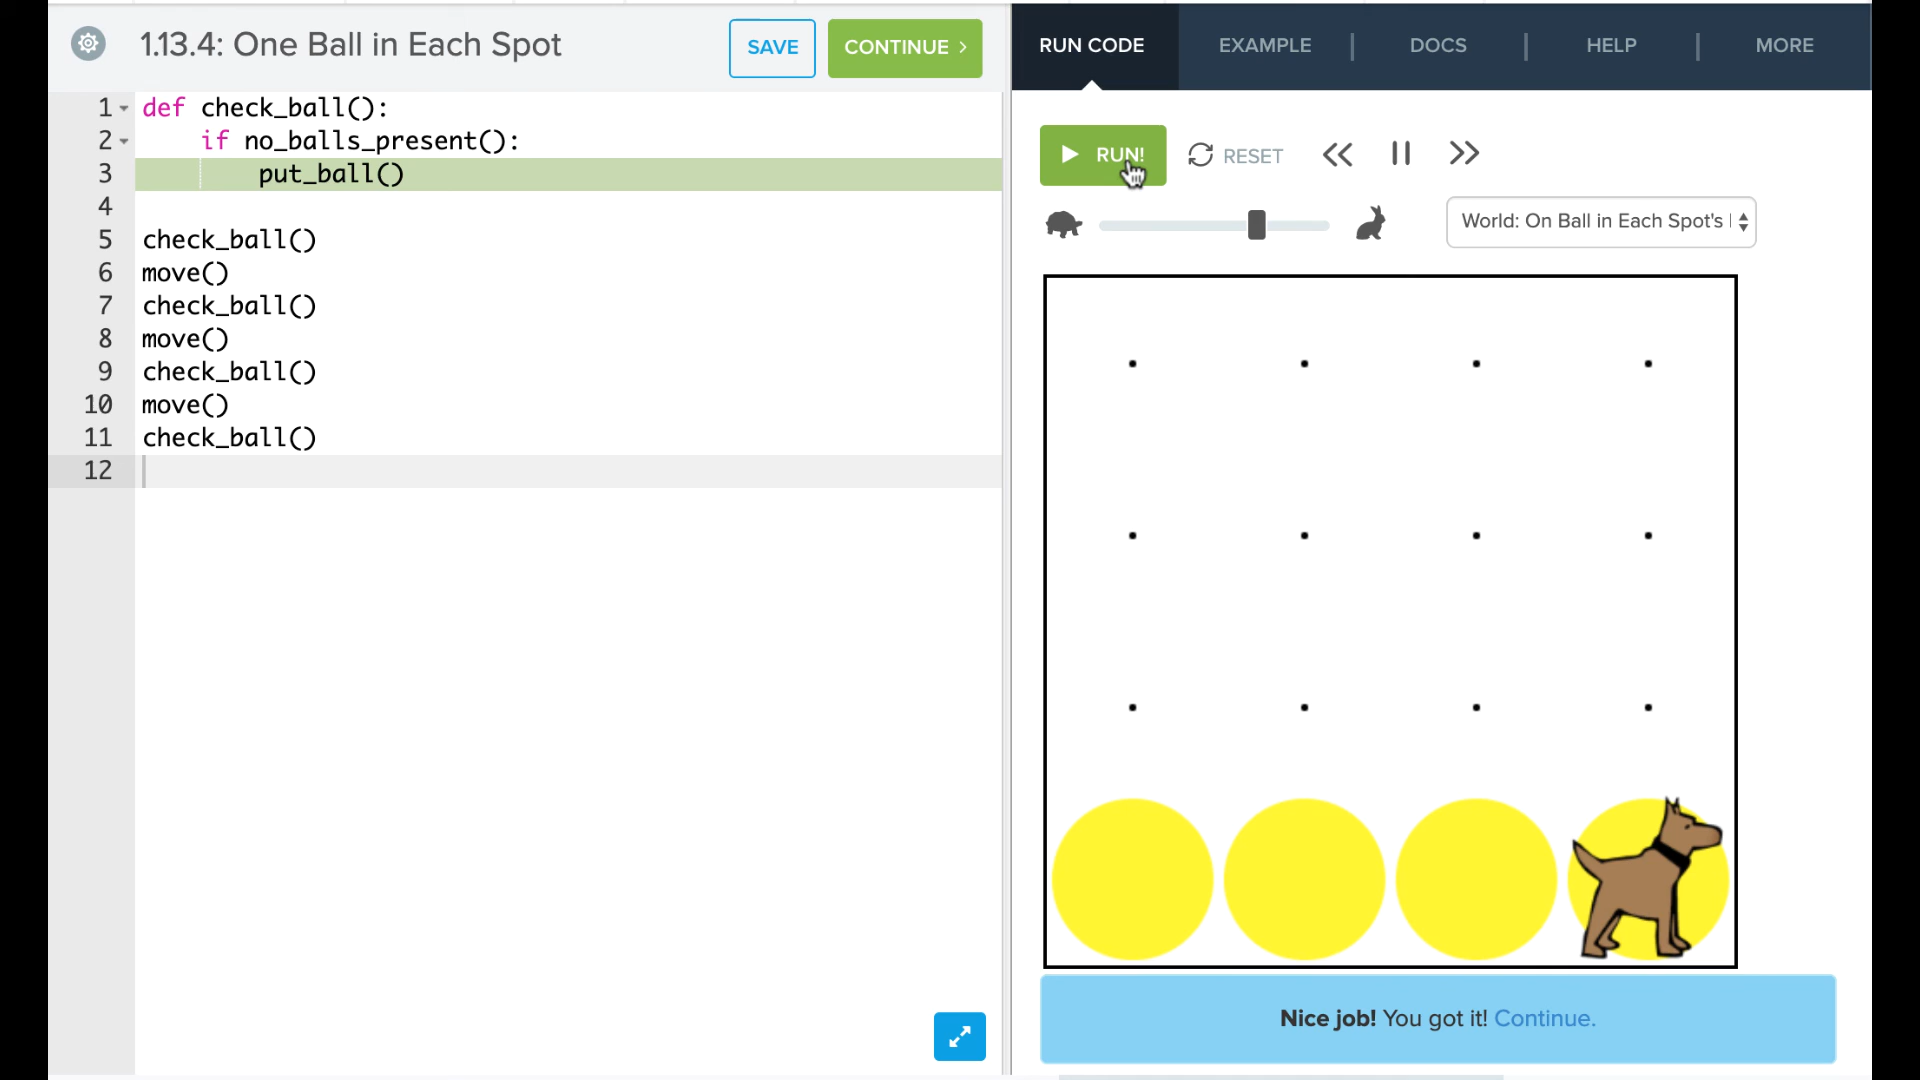 1.13.4: One Ball in Each Spot
SAVE
CONTINUE >
RUN CODE
EXAMPLE
DOCS
HELP
MORE
1 def check_ball():
2     if no_balls_present():
3         put_ball()
4
5 check_ball()
6 move()
7 check_ball()
8 move()
9 check_ball()
10 move()
11 check_ball()
12
RUN!
RESET
World: On Ball in Each Spot's
Nice job! You got it! Continue.